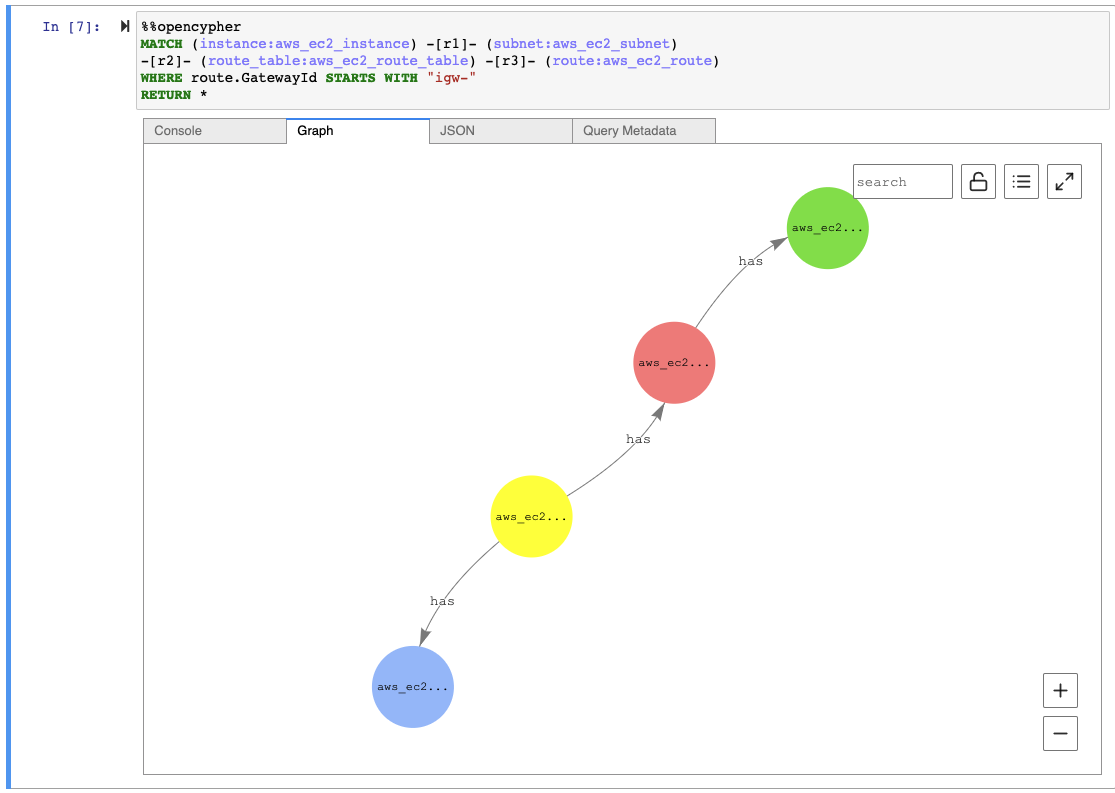 In [7]:
%%opencypher
MATCH (instance:aws_ec2_instance) -[r1]- (subnet:aws_ec2_subnet)
-[r2]- (route_table:aws_ec2_route_table) -[r3]- (route:aws_ec2_route)
WHERE route.GatewayId STARTS WITH "igw-"
RETURN *
Console Graph JSON Query Metadata
search
aws_ec2...
has
aws_ec2...
has
aws_ec2...
has
aws_ec2...